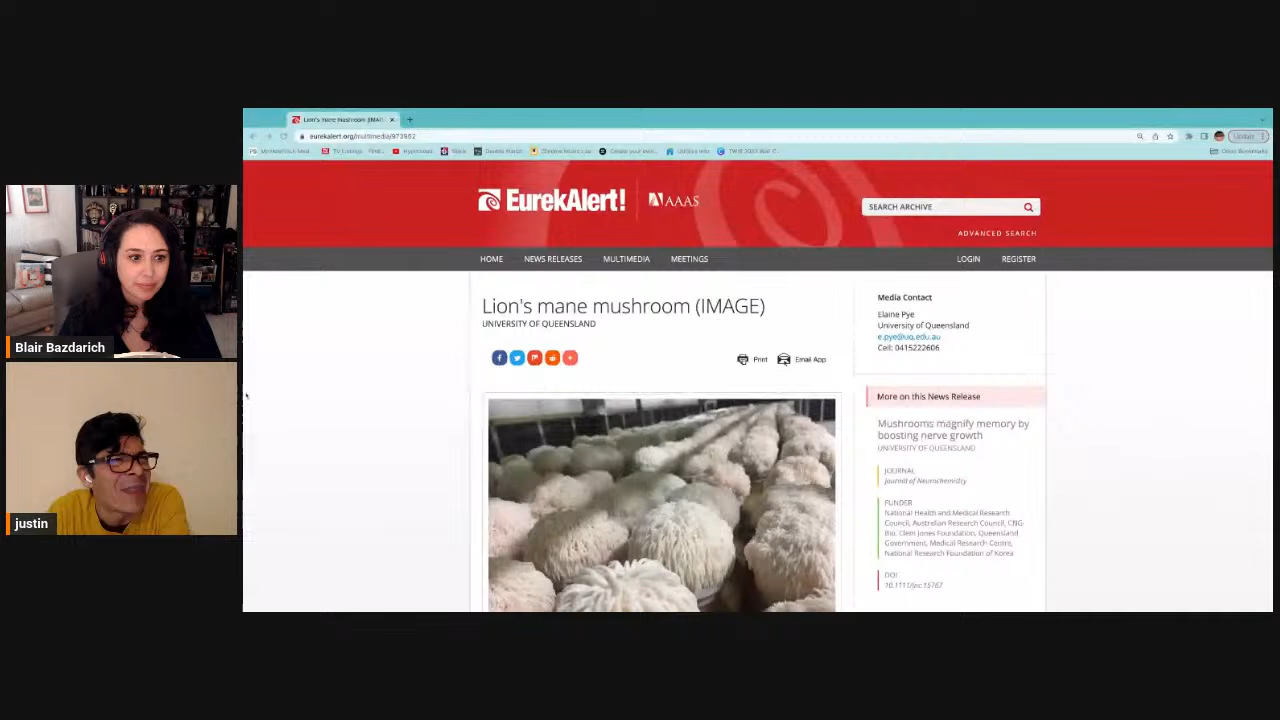 Lion's mane mushroom (IMAGE)
eurekalert.org/multimedia/973952
Update
EurekAlert!
AAAS
SEARCH ARCHIVE
ADVANCED SEARCH
HOME
NEWS RELEASES
MULTIMEDIA
MEETINGS
LOGIN
REGISTER
Lion's mane mushroom (IMAGE)
UNIVERSITY OF QUEENSLAND
Print
Email App
Media Contact
Elaine Pye
University of Queensland
e.pye@uq.edu.au
Cell: 0415222606
More on this News Release
Mushrooms magnify memory by
boosting nerve growth
UNIVERSITY OF QUEENSLAND
JOURNAL
Journal of Neurochemistry
FUNDER
National Health and Medical Research
Council, Australian Research Council, CNG-
Bio, Clem Jones Foundation, Queensland
Government, Medical Research Centre,
National Research Foundation of Korea
DOI
10.1111/jnc.15767
Blair Bazdarich
justin